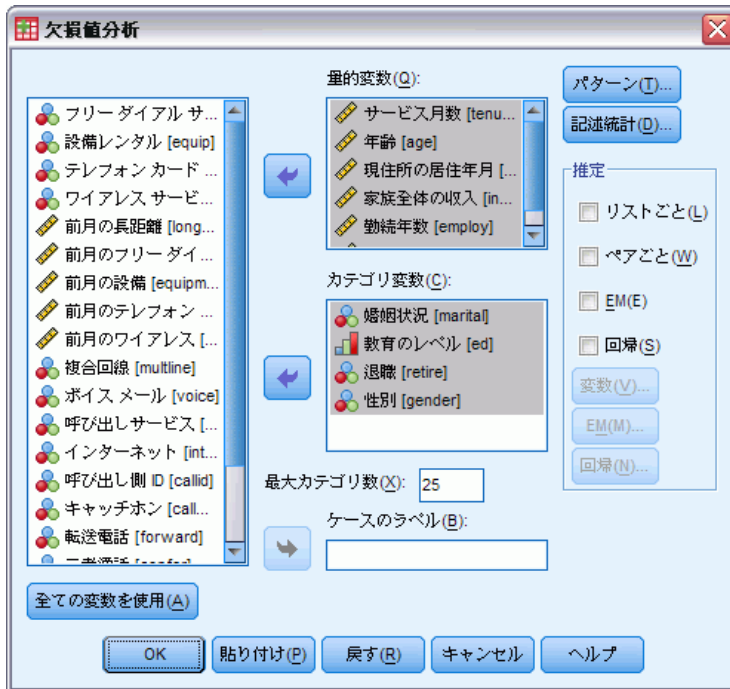 欠損値分析
フリー ダイアル サ...
設備レンタル [equip]
テレフォン カード ...
ワイアレス サービ...
前月の長距離 [long...
前月のフリー ダイ...
前月の設備 [equipm...
前月のテレフォン ...
前月のワイアレス [...
複合回線 [multline]
ボイス メール [voice]
呼び出しサービス [...
インターネット [int...
呼び出し側 ID [callid]
キャッチホン [call...
転送電話 [forward]
全ての変数を使用(A)
量的変数(Q):
サービス月数 [tenu...
年齢 [age]
現住所の居住年月 [...
家族全体の収入 [in...
勤続年数 [employ]
カテゴリ変数(C):
婚姻状況 [marital]
教育のレベル [ed]
退職 [retire]
性別 [gender]
最大カテゴリ数(X): 25
ケースのラベル(B):
パターン(T)...
記述統計(D)...
推定
リストごと(L)
ペアごと(W)
EM(E)
回帰(S)
変数(V)...
EM(M)...
回帰(N)...
OK 貼り付け(P) 戻す(R) キャンセル ヘルプ